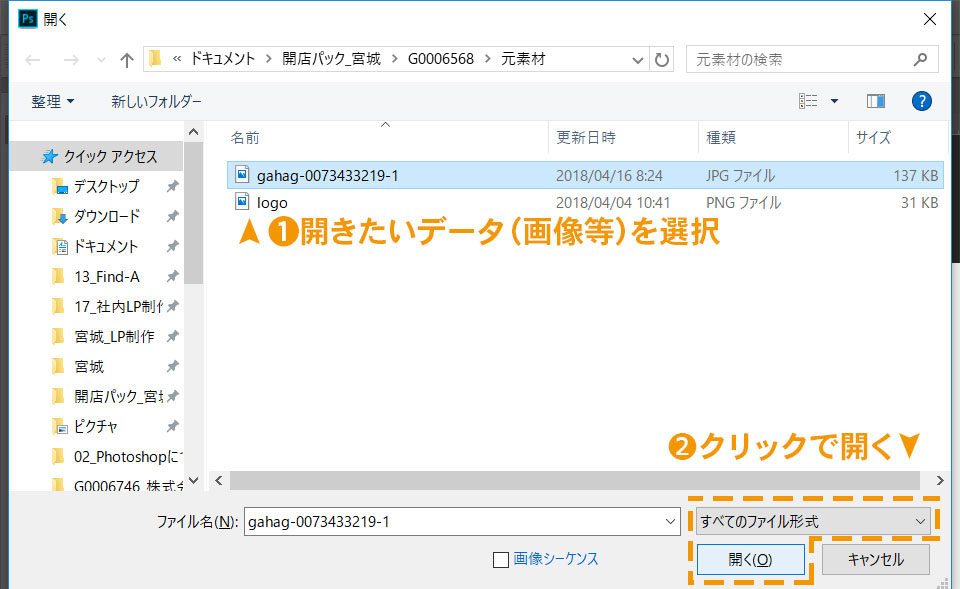 Ps 開く
« ドキュメント › 開店パック_宮城 › G0006568 › 元素材
元素材の検索
整理 新しいフォルダー
?
名前 更新日時 種類 サイズ
クイック アクセス
デスクトップ
ダウンロード
ドキュメント
13_Find-A
17_社内LP制作
宮城_LP制作
宮城
開店パック_宮城
ピクチャ
02_Photoshopに
G0006746_株式会
gahag-0073433219-1 2018/04/16 8:24 JPG ファイル 137 KB
logo 2018/04/04 10:41 PNG ファイル 31 KB
❶開きたいデータ(画像等)を選択
❷クリックで開く
ファイル名(N): gahag-0073433219-1
すべてのファイル形式
画像シーケンス
開く(O) キャンセル